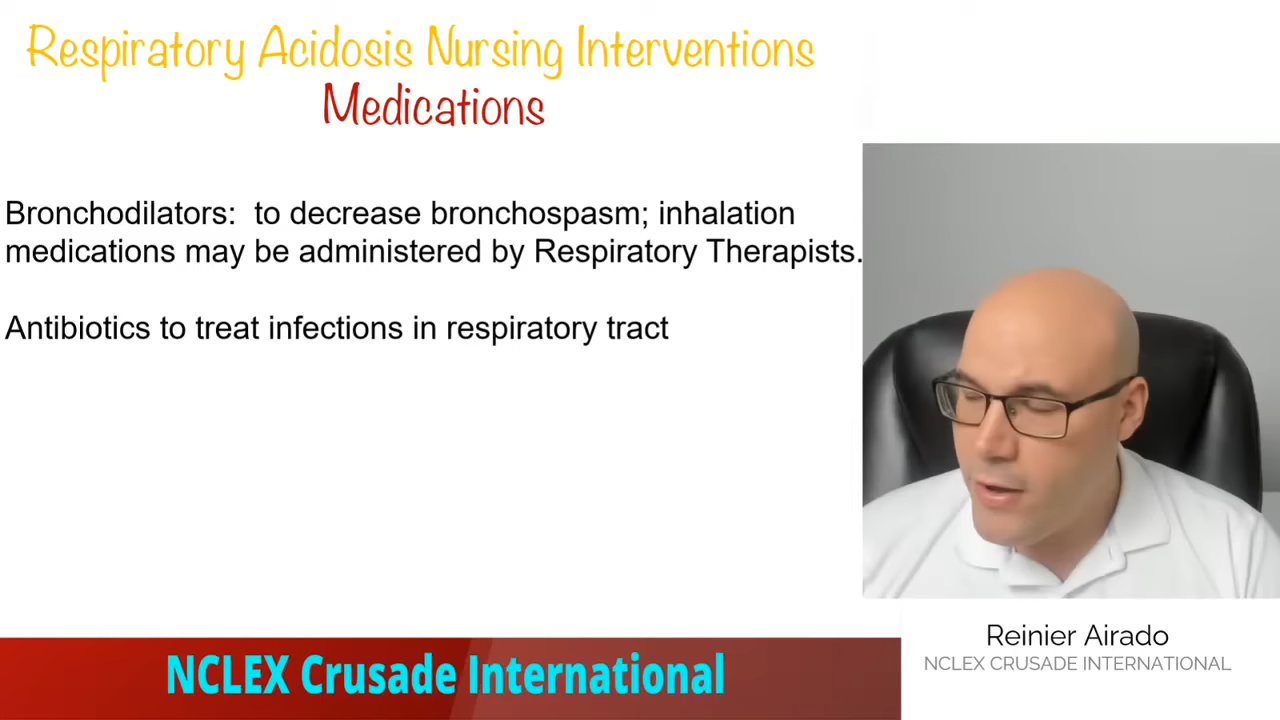 Respiratory Acidosis Nursing Interventions
Medications
Bronchodilators:  to decrease bronchospasm; inhalation
medications may be administered by Respiratory Therapists.
Antibiotics to treat infections in respiratory tract
NCLEX Crusade International
Reinier Airado
NCLEX CRUSADE INTERNATIONAL